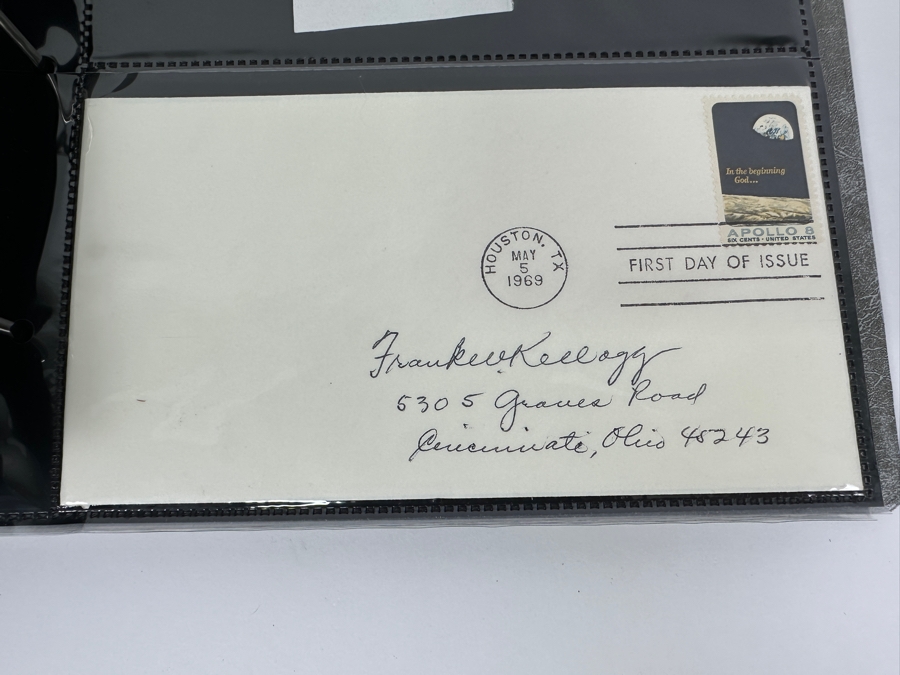 In the beginning
God...
APOLLO 8
SIX CENTS · UNITED STATES
HOUSTON, TX
MAY
5
1969
FIRST DAY OF ISSUE
Frank W. Kellogg
5305 Graves Road
Cincinnati, Ohio 45243